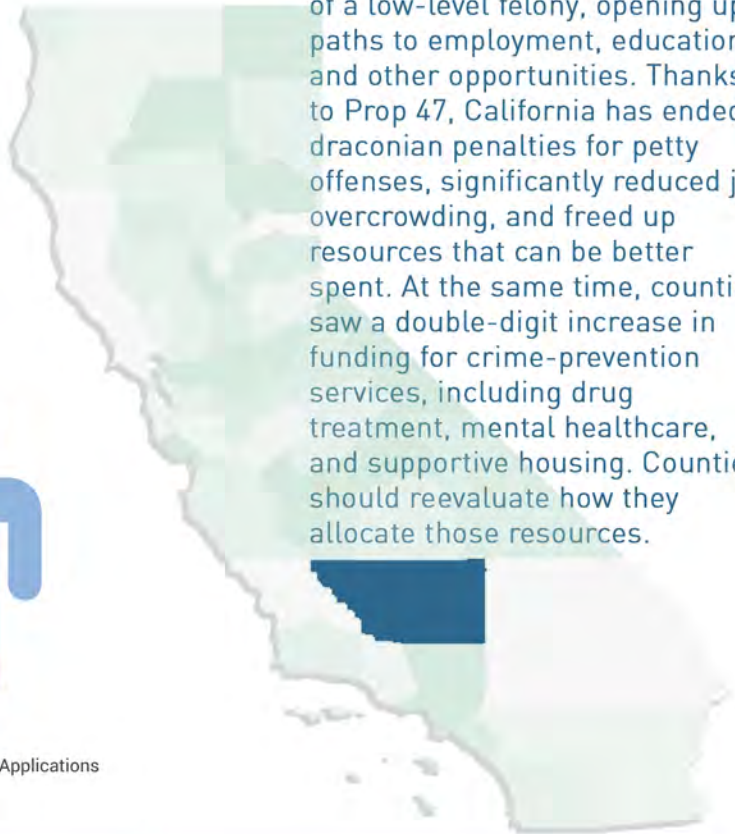 of a low-level felony, opening up
paths to employment, education
and other opportunities. Thanks
to Prop 47, California has ended
draconian penalties for petty
offenses, significantly reduced j
overcrowding, and freed up
resources that can be better
spent. At the same time, counti
saw a double-digit increase in
funding for crime-prevention
services, including drug
treatment, mental healthcare,
and supportive housing. Countie
should reevaluate how they
allocate those resources.
Applications